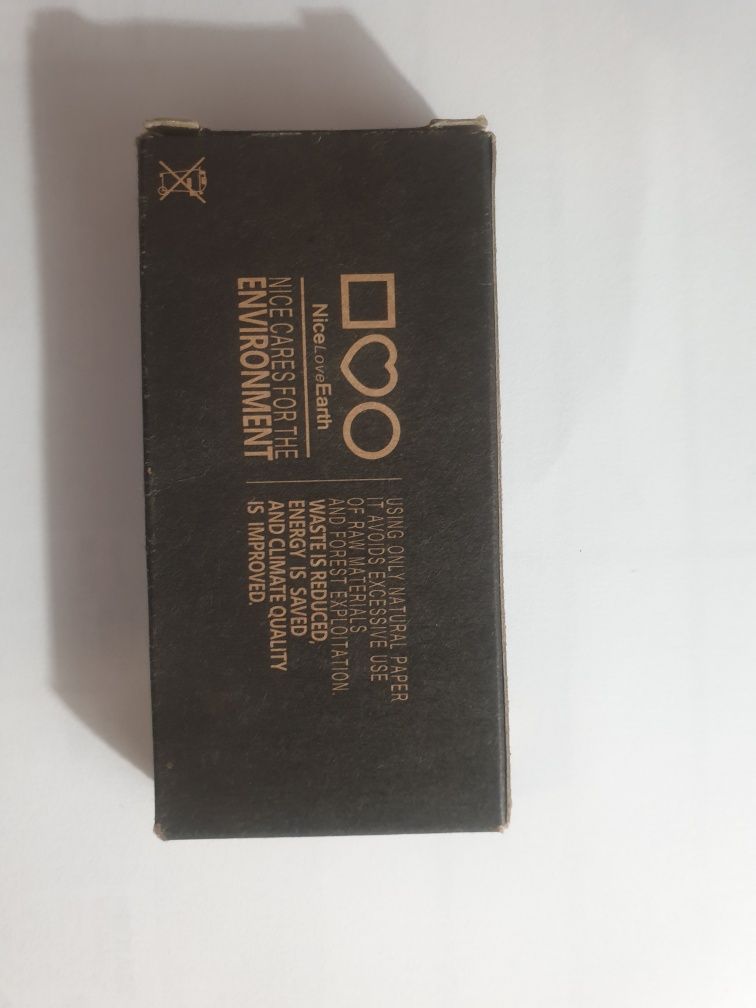 NiceLoveEarth
NICE CARES FOR THE
ENVIRONMENT
USING ONLY NATURAL PAPER
IT AVOIDS EXCESSIVE USE
OF RAW MATERIALS
AND FOREST EXPLOITATION.
WASTE IS REDUCED,
ENERGY IS SAVED
AND CLIMATE QUALITY
IS IMPROVED.